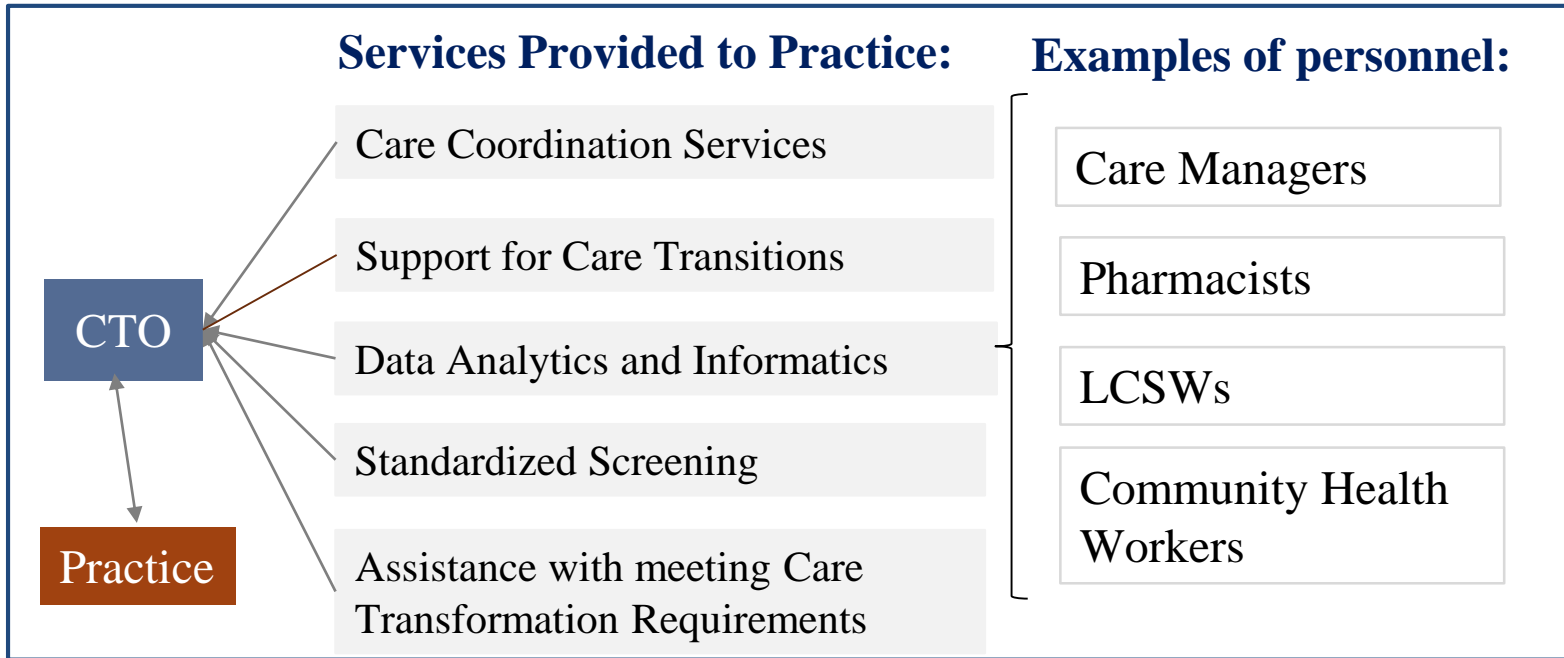 Services Provided to Practice:
Examples of personnel:
Care Coordination Services
Support for Care Transitions
Data Analytics and Informatics
Standardized Screening
Assistance with meeting Care
Transformation Requirements
CTO
Practice
Care Managers
Pharmacists
LCSWs
Community Health
Workers